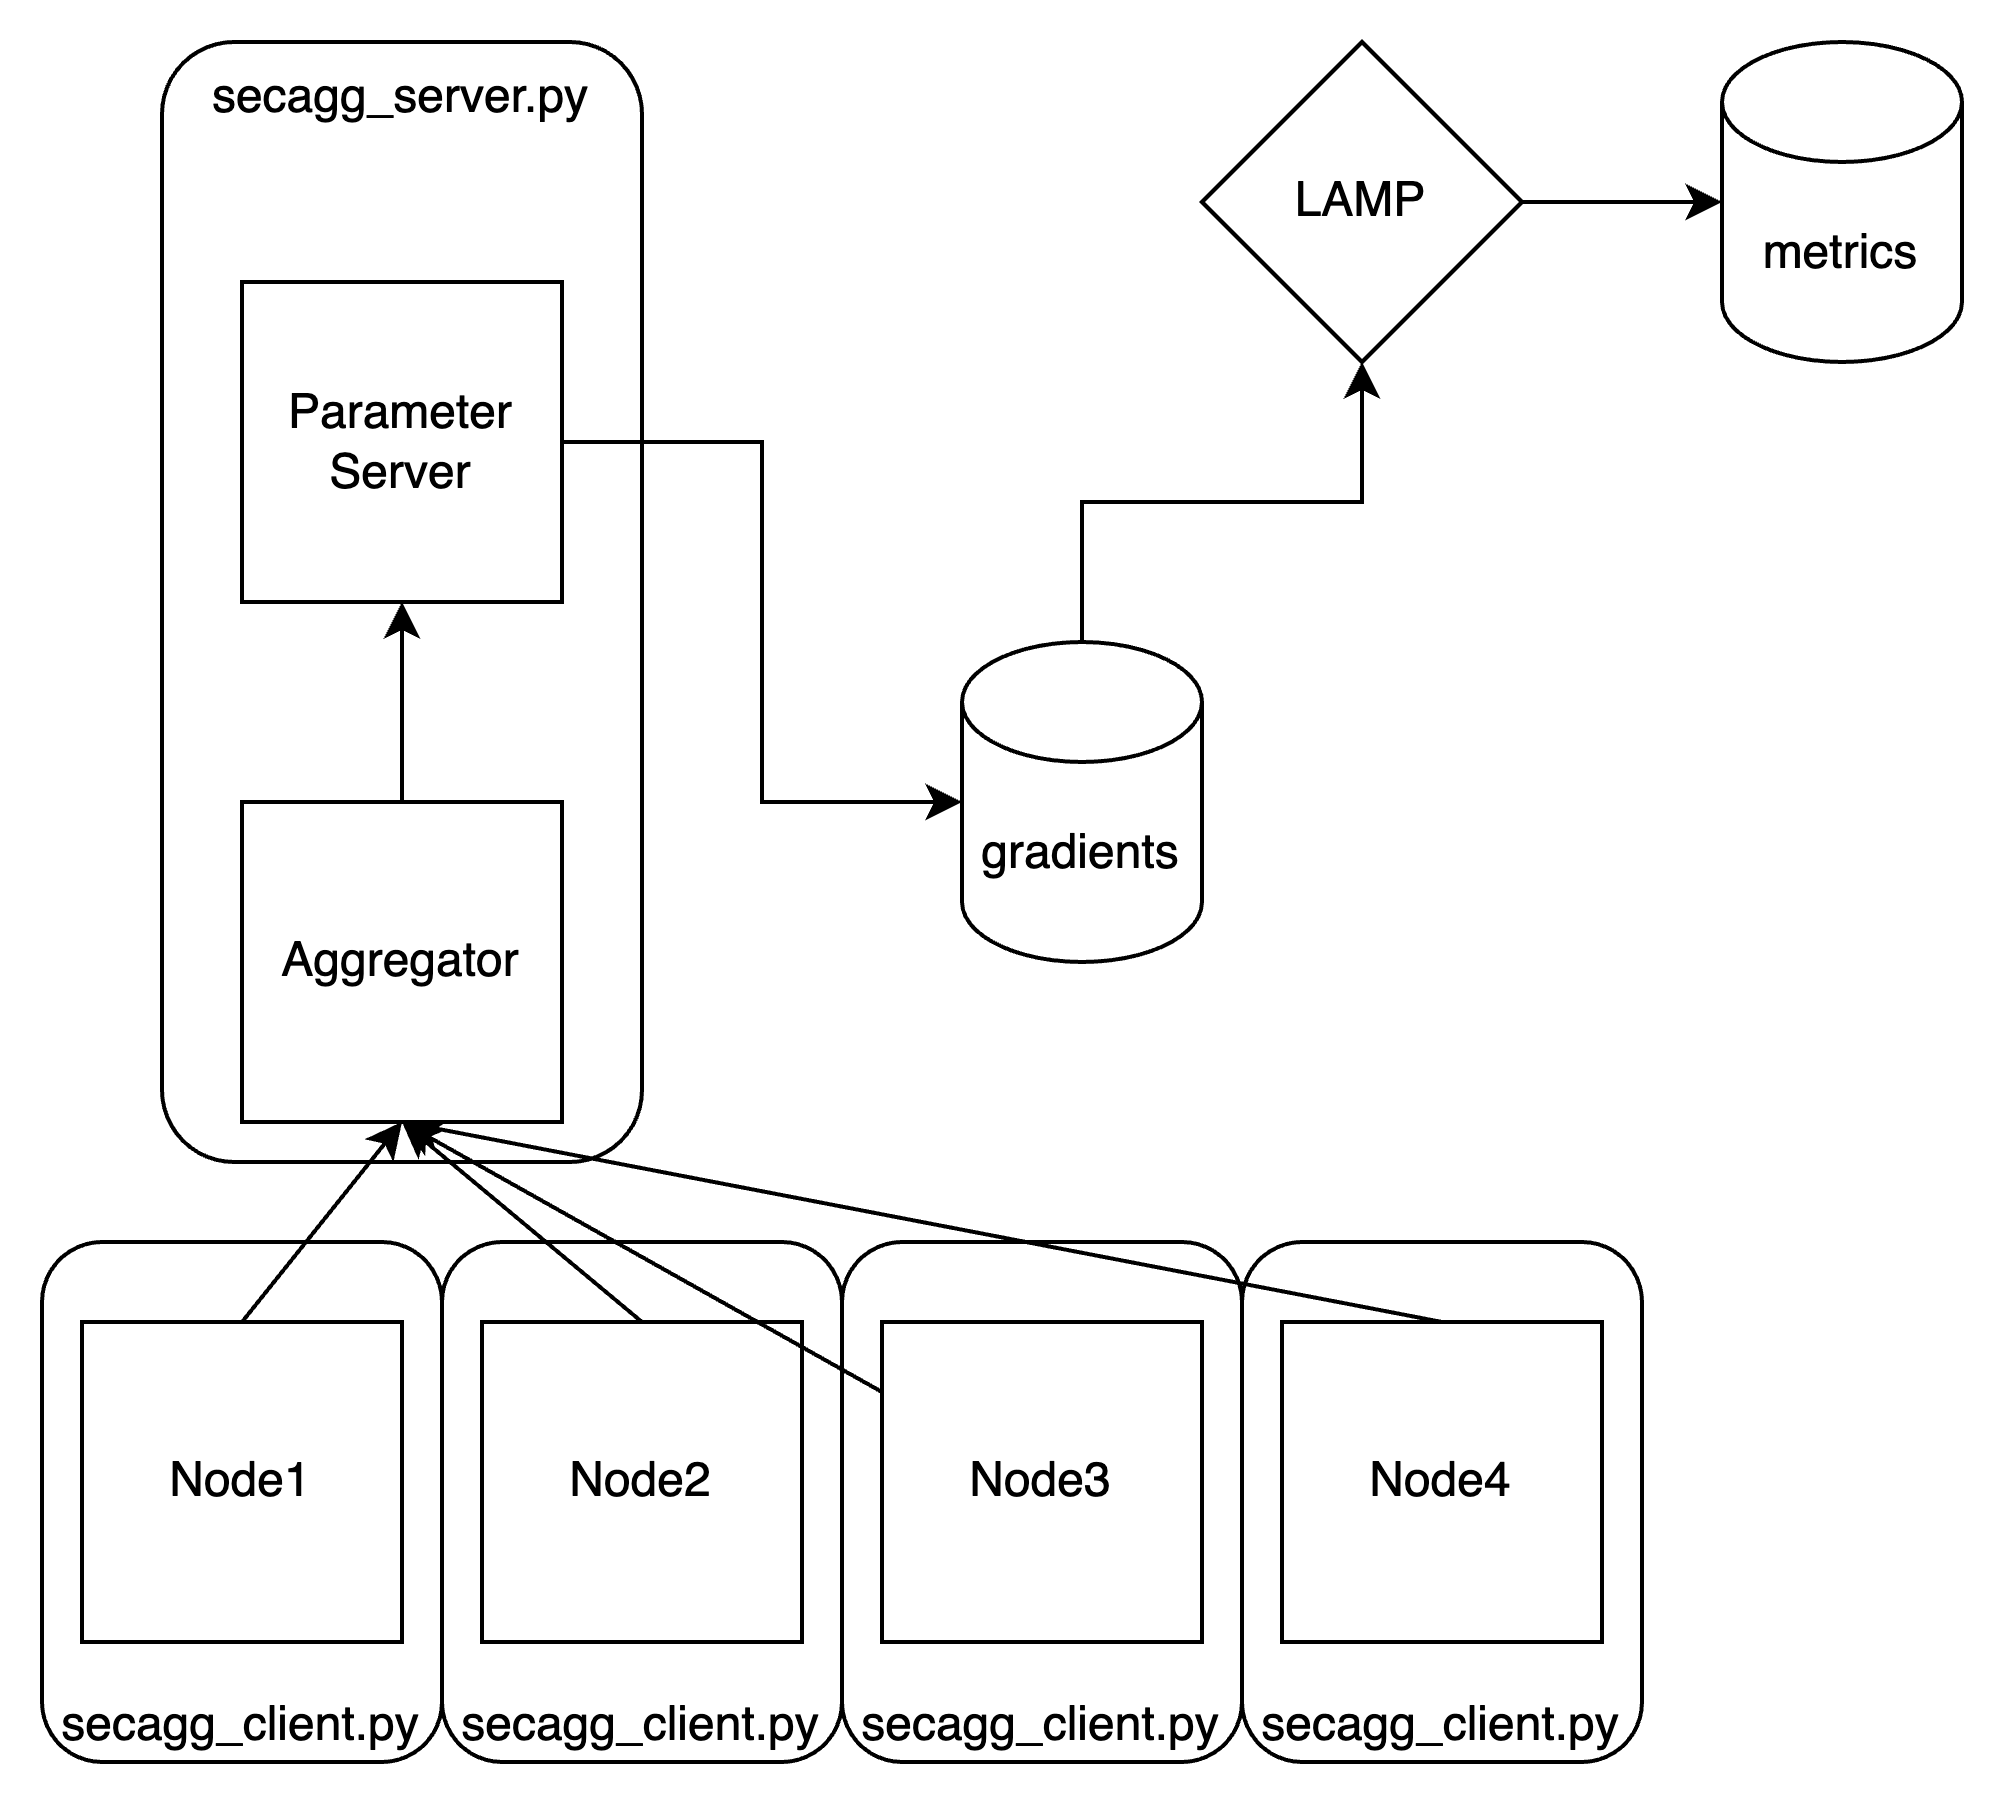 secagg_server.py
LAMP
metrics
Parameter
Server
gradients
Aggregator
Node1
Node2
Node3
Node4
secagg_client.py
secagg_client.py
secagg_client.py
secagg_client.py